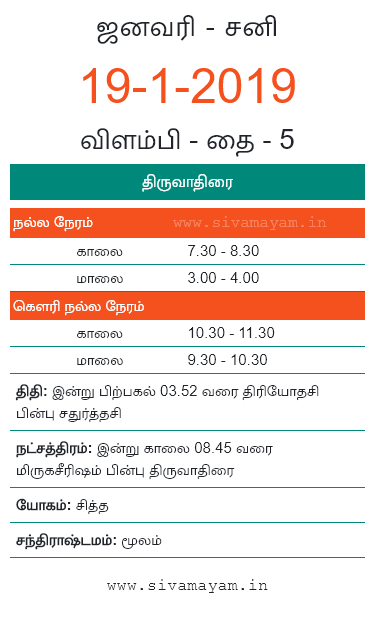 ஜனவரி - சனி
19-1-2019
விளம்பி - தை - 5
திருவாதிரை
நல்ல நேரம் www.sivamayam.in
காலை 7.30 - 8.30
மாலை 3.00 - 4.00
கௌரி நல்ல நேரம்
காலை 10.30 - 11.30
மாலை 9.30 - 10.30
திதி: இன்று பிற்பகல் 03.52 வரை திரியோதசி
பின்பு சதுர்த்தசி
நட்சத்திரம்: இன்று காலை 08.45 வரை
மிருகசீரிஷம் பின்பு திருவாதிரை
யோகம்: சித்த
சந்திராஷ்டமம்: மூலம்
www.sivamayam.in